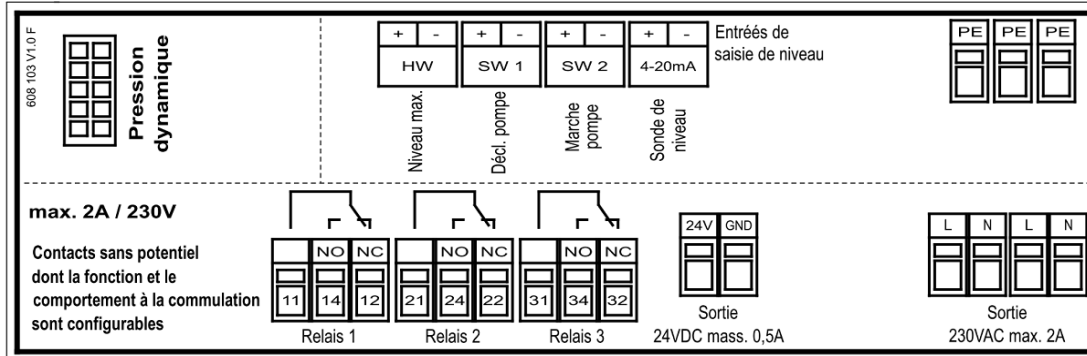 608 103 V1.0 F
Pression
dynamique
+ - + - + - + -
HW SW 1 SW 2 4-20mA
Entréés de
saisie de niveau
Niveau max.
Décl. pompe
Marche
pompe
Sonde de
niveau
PE PE PE
max. 2A / 230V
Contacts sans potentiel
dont la fonction et le
comportement à la commulation
sont configurables
NO NC NO NC NO NC
11 14 12 21 24 22 31 34 32
Relais 1 Relais 2 Relais 3
24V GND
Sortie
24VDC mass. 0,5A
L N L N
Sortie
230VAC max. 2A